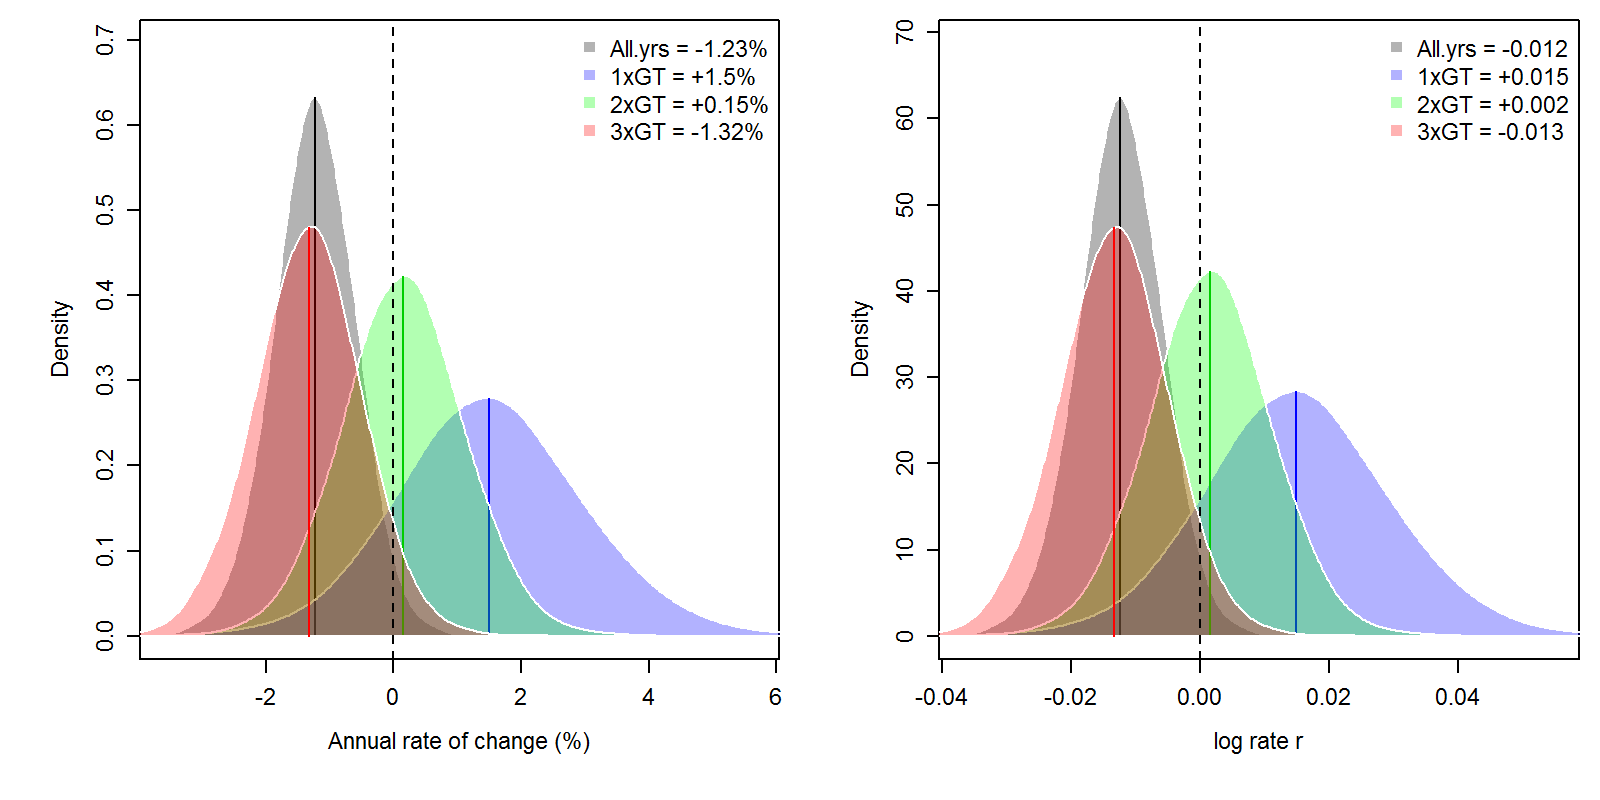 All.yrs = -1.23%
1xGT = +1.5%
2xGT = +0.15%
3xGT = -1.32%
Density
0.0
0.1
0.2
0.3
0.4
0.5
0.6
0.7
-2
0
2
4
6
Annual rate of change (%)
All.yrs = -0.012
1xGT = +0.015
2xGT = +0.002
3xGT = -0.013
Density
0
10
20
30
40
50
60
70
-0.04
-0.02
0.00
0.02
0.04
log rate r